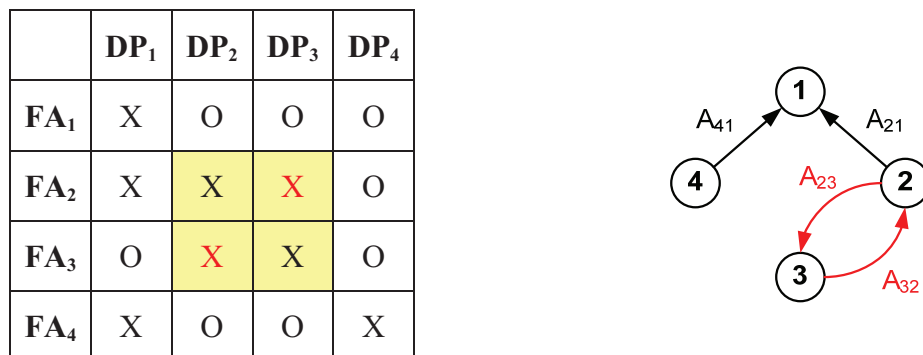 DP₁ DP₂ DP₃ DP₄
FA₁ X O O O
FA₂ X X X O
FA₃ O X X O
FA₄ X O O X
1
A₄₁ A₂₁
4 A₂₃ 2
3 A₃₂